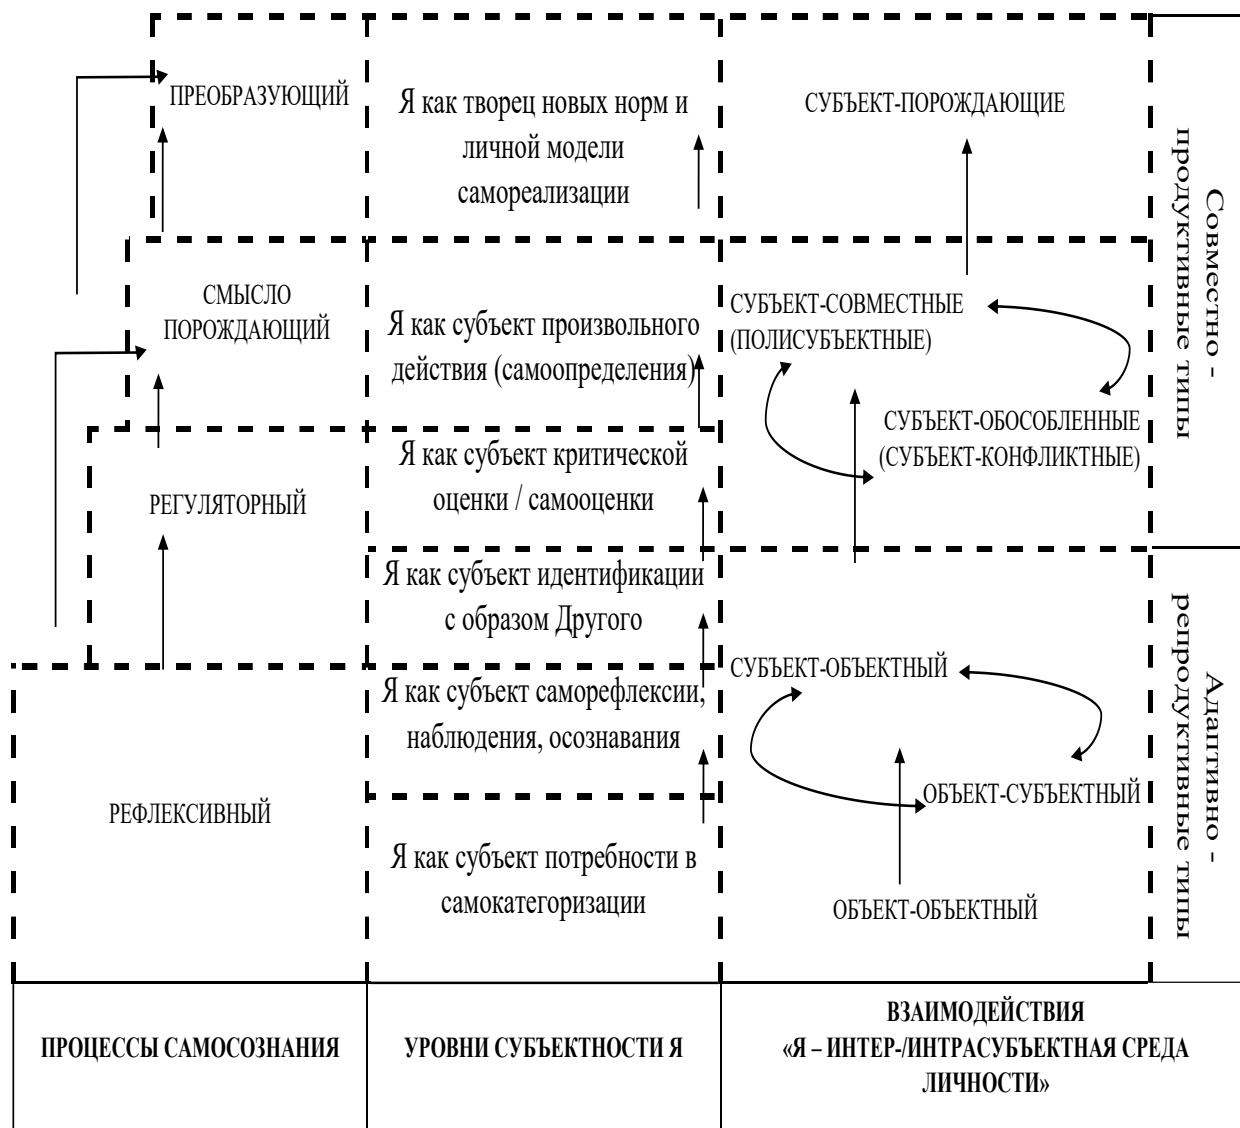 ПРЕОБРАЗУЮЩИЙ
Я как творец новых норм и
личной модели
самореализации
СУБЪЕКТ-ПОРОЖДАЮЩИЕ
СМЫСЛО
ПОРОЖДАЮЩИЙ
Я как субъект произвольного
действия (самоопределения)
СУБЪЕКТ-СОВМЕСТНЫЕ
(ПОЛИСУБЪЕКТНЫЕ)
СУБЪЕКТ-ОБОСОБЛЕННЫЕ
(СУБЪЕКТ-КОНФЛИКТНЫЕ)
Совместно -
продуктивные типы
РЕГУЛЯТОРНЫЙ
Я как субъект критической
оценки / самооценки
Я как субъект идентификации
с образом Другого
РЕФЛЕКСИВНЫЙ
Я как субъект саморефлексии,
наблюдения, осознавания
Я как субъект потребности в
самокатегоризации
СУБЪЕКТ-ОБЪЕКТНЫЙ
ОБЪЕКТ-СУБЪЕКТНЫЙ
ОБЪЕКТ-ОБЪЕКТНЫЙ
Адаптивно -
репродуктивные типы
ПРОЦЕССЫ САМОСОЗНАНИЯ
УРОВНИ СУБЪЕКТНОСТИ Я
ВЗАИМОДЕЙСТВИЯ
«Я – ИНТЕР-/ИНТРАСУБЪЕКТНАЯ СРЕДА
ЛИЧНОСТИ»